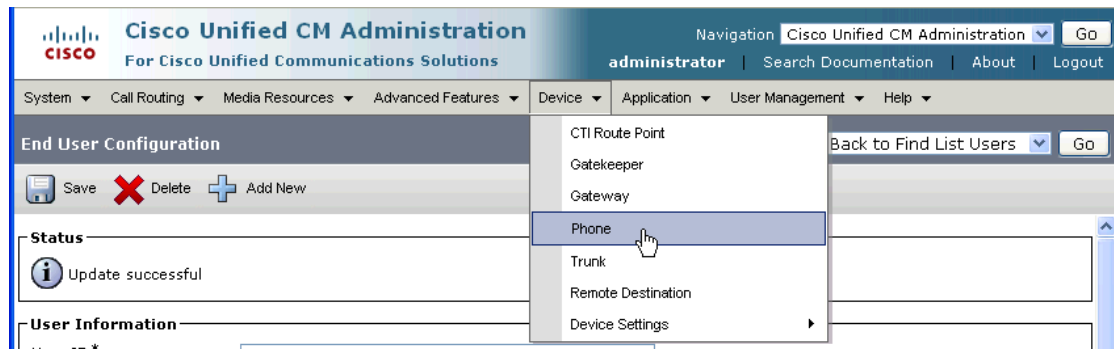 CISCO
Cisco Unified CM Administration
For Cisco Unified Communications Solutions
Navigation Cisco Unified CM Administration Go
administrator | Search Documentation | About | Logout
System Call Routing Media Resources Advanced Features Device Application User Management Help
End User Configuration
Back to Find List Users Go
Save Delete Add New
CTI Route Point
Gatekeeper
Gateway
Phone
Trunk
Remote Destination
Device Settings
Status
Update successful
User Information